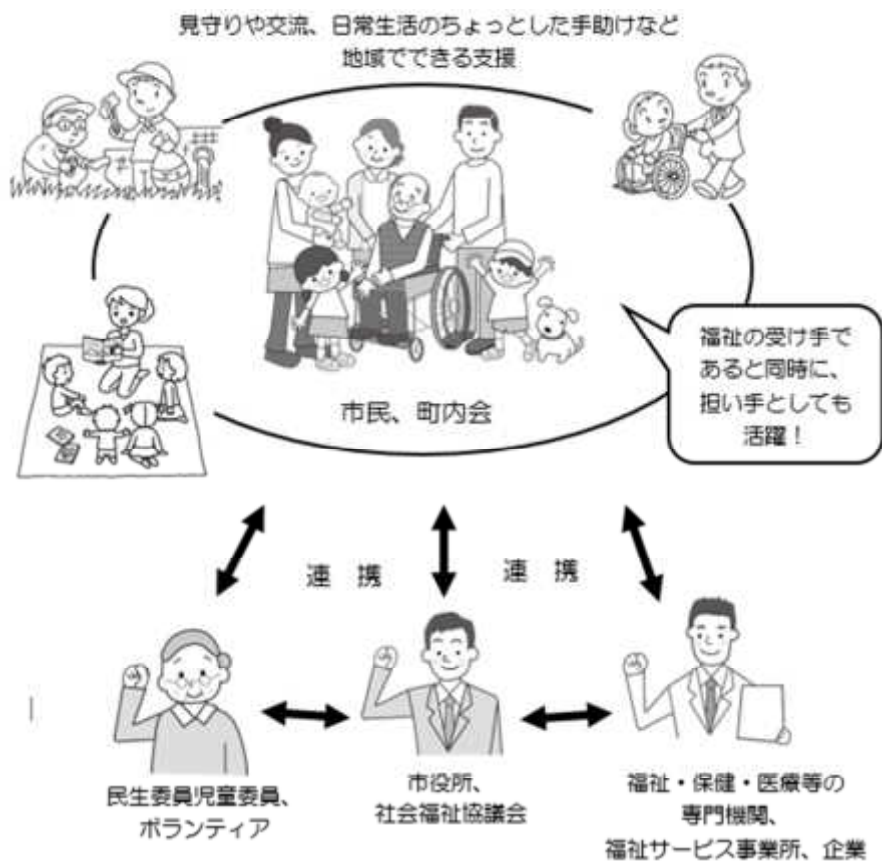 見守りや交流、日常生活のちょっとした手助けなど
地域でできる支援
福祉の受け手で
あると同時に、
担い手としても
活躍！
市民、町内会
連 携
連 携
民生委員児童委員、
ボランティア
市役所、
社会福祉協議会
福祉・保健・医療等の
専門機関、
福祉サービス事業所、企業